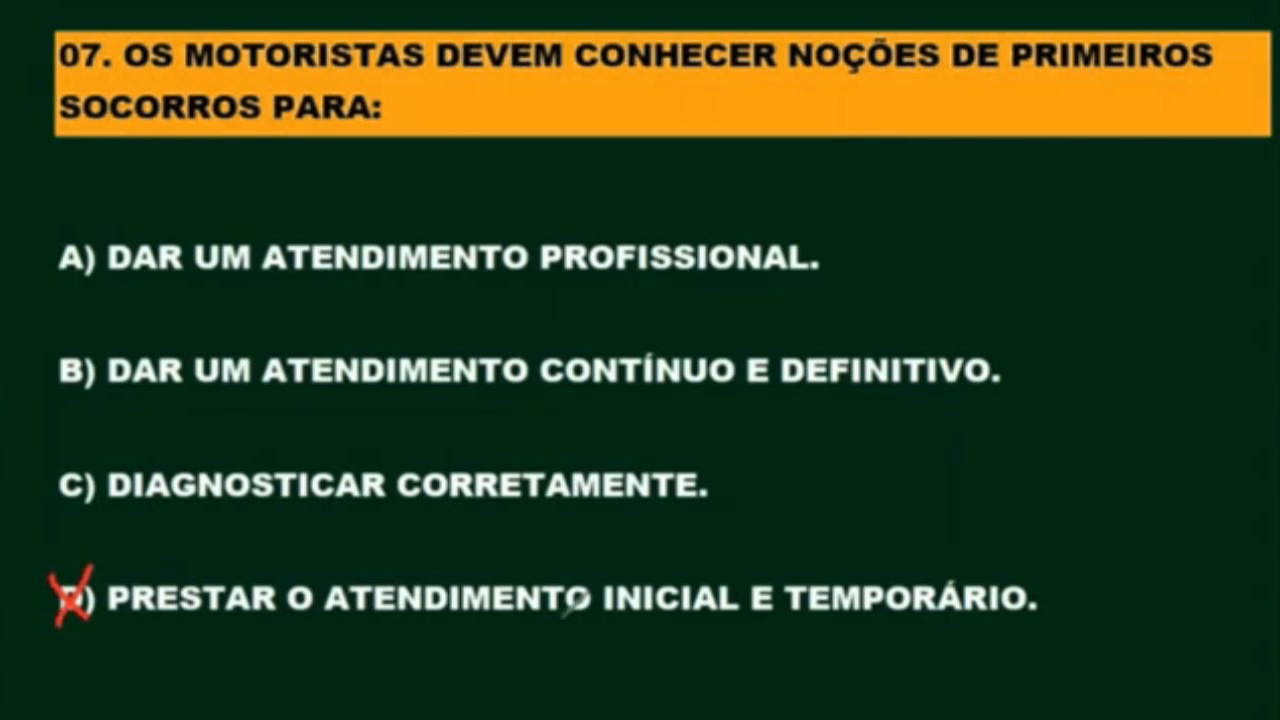 07. OS MOTORISTAS DEVEM CONHECER NOÇÕES DE PRIMEIROS
SOCORROS PARA:
A) DAR UM ATENDIMENTO PROFISSIONAL.
B) DAR UM ATENDIMENTO CONTÍNUO E DEFINITIVO.
C) DIAGNOSTICAR CORRETAMENTE.
D) PRESTAR O ATENDIMENTO INICIAL E TEMPORÁRIO.